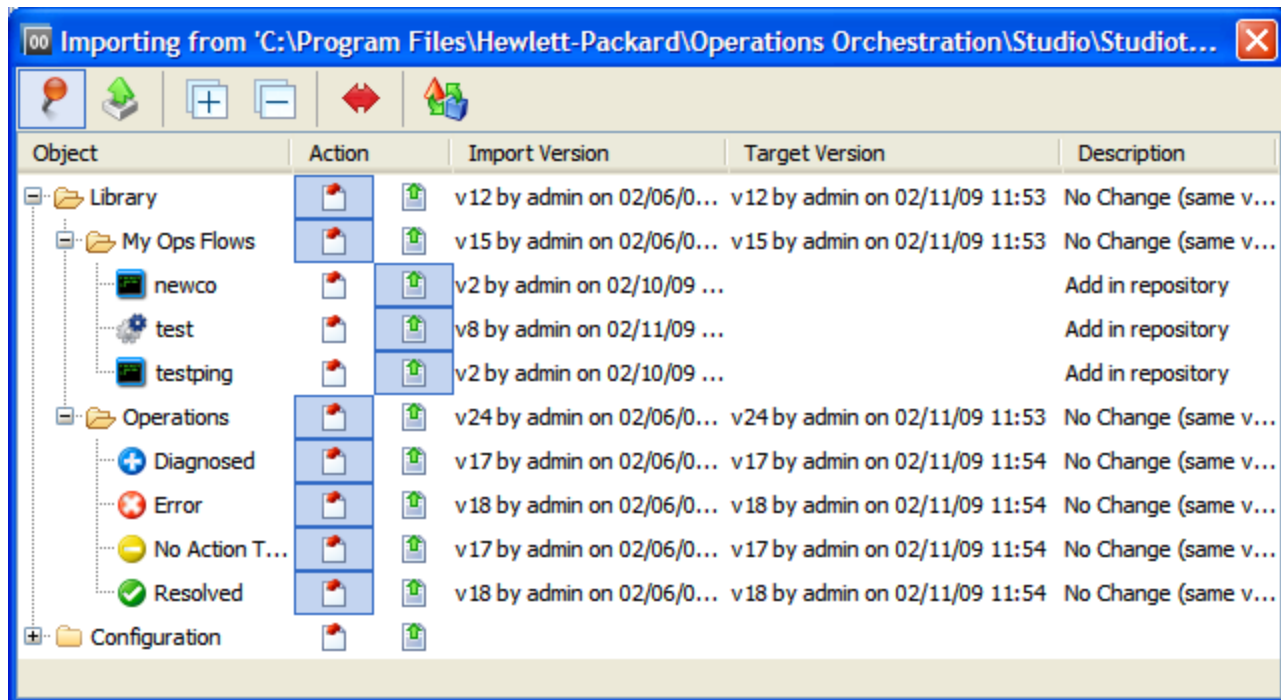 00 Importing from 'C:\Program Files\Hewlett-Packard\Operations Orchestration\Studio\Studiot...
Object Action Import Version Target Version Description
Library v12 by admin on 02/06/0... v12 by admin on 02/11/09 11:53 No Change (same v...
My Ops Flows v15 by admin on 02/06/0... v15 by admin on 02/11/09 11:53 No Change (same v...
newco v2 by admin on 02/10/09 ... Add in repository
test v8 by admin on 02/11/09 ... Add in repository
testping v2 by admin on 02/10/09 ... Add in repository
Operations v24 by admin on 02/06/0... v24 by admin on 02/11/09 11:53 No Change (same v...
Diagnosed v17 by admin on 02/06/0... v17 by admin on 02/11/09 11:54 No Change (same v...
Error v18 by admin on 02/06/0... v18 by admin on 02/11/09 11:54 No Change (same v...
No Action T... v17 by admin on 02/06/0... v17 by admin on 02/11/09 11:54 No Change (same v...
Resolved v18 by admin on 02/06/0... v18 by admin on 02/11/09 11:54 No Change (same v...
Configuration